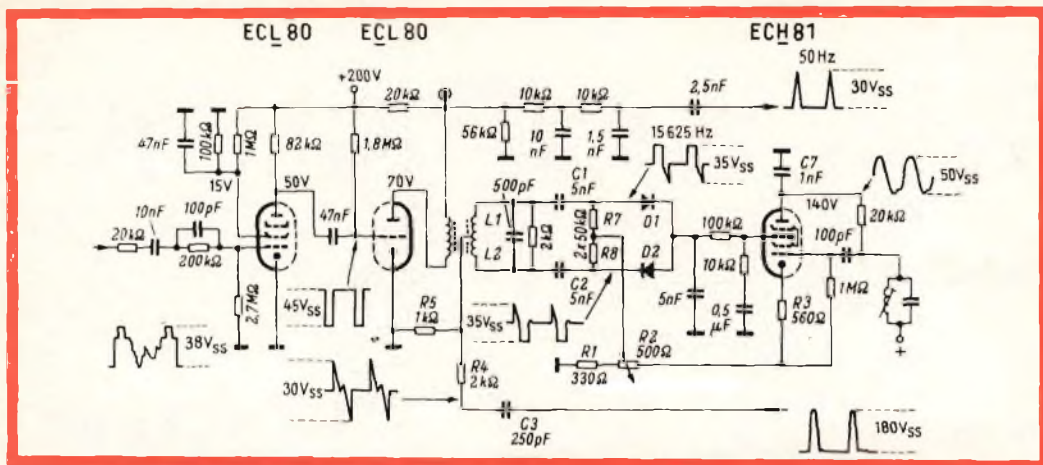 ECL 80
ECL 80
ECH 81
50 Hz
30Vss
+200V
20kΩ
10kΩ
10kΩ
2,5nF
47nF
100kΩ
1MΩ
82kΩ
1,8MΩ
56kΩ
10 nF
1,5 nF
15 625 Hz
35Vss
C7
1nF
50Vss
15V
50V
70V
140V
10nF
100pF
20kΩ
200kΩ
47nF
500pF
L1
L2
2kΩ
C1
5nF
R7
R8
2x50kΩ
D1
D2
C2
5nF
100kΩ
10kΩ
20kΩ
100pF
1MΩ
2,7MΩ
45Vss
R5
1kΩ
35Vss
5nF
0,5 µF
R3
560Ω
38Vss
R1
330Ω
R2
500Ω
+
30Vss
R4
2kΩ
C3
250pF
180Vss